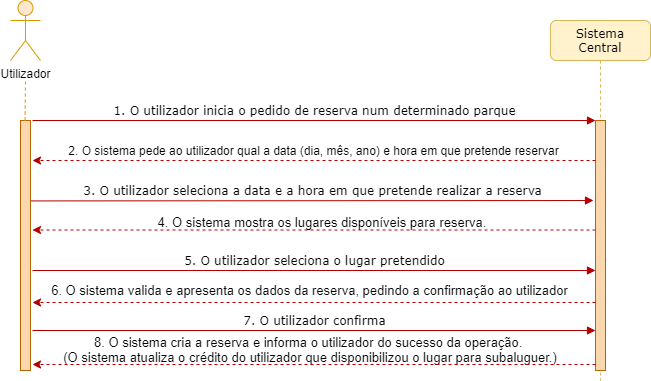 Sistema
Central
Utilizador
1. O utilizador inicia o pedido de reserva num determinado parque
2. O sistema pede ao utilizador qual a data (dia, mês, ano) e hora em que pretende reservar
3. O utilizador seleciona a data e a hora em que pretende realizar a reserva
4. O sistema mostra os lugares disponíveis para reserva.
5. O utilizador seleciona o lugar pretendido
6. O sistema valida e apresenta os dados da reserva, pedindo a confirmação ao utilizador
7. O utilizador confirma
8. O sistema cria a reserva e informa o utilizador do sucesso da operação.
(O sistema atualiza o crédito do utilizador que disponibilizou o lugar para subaluguer.)